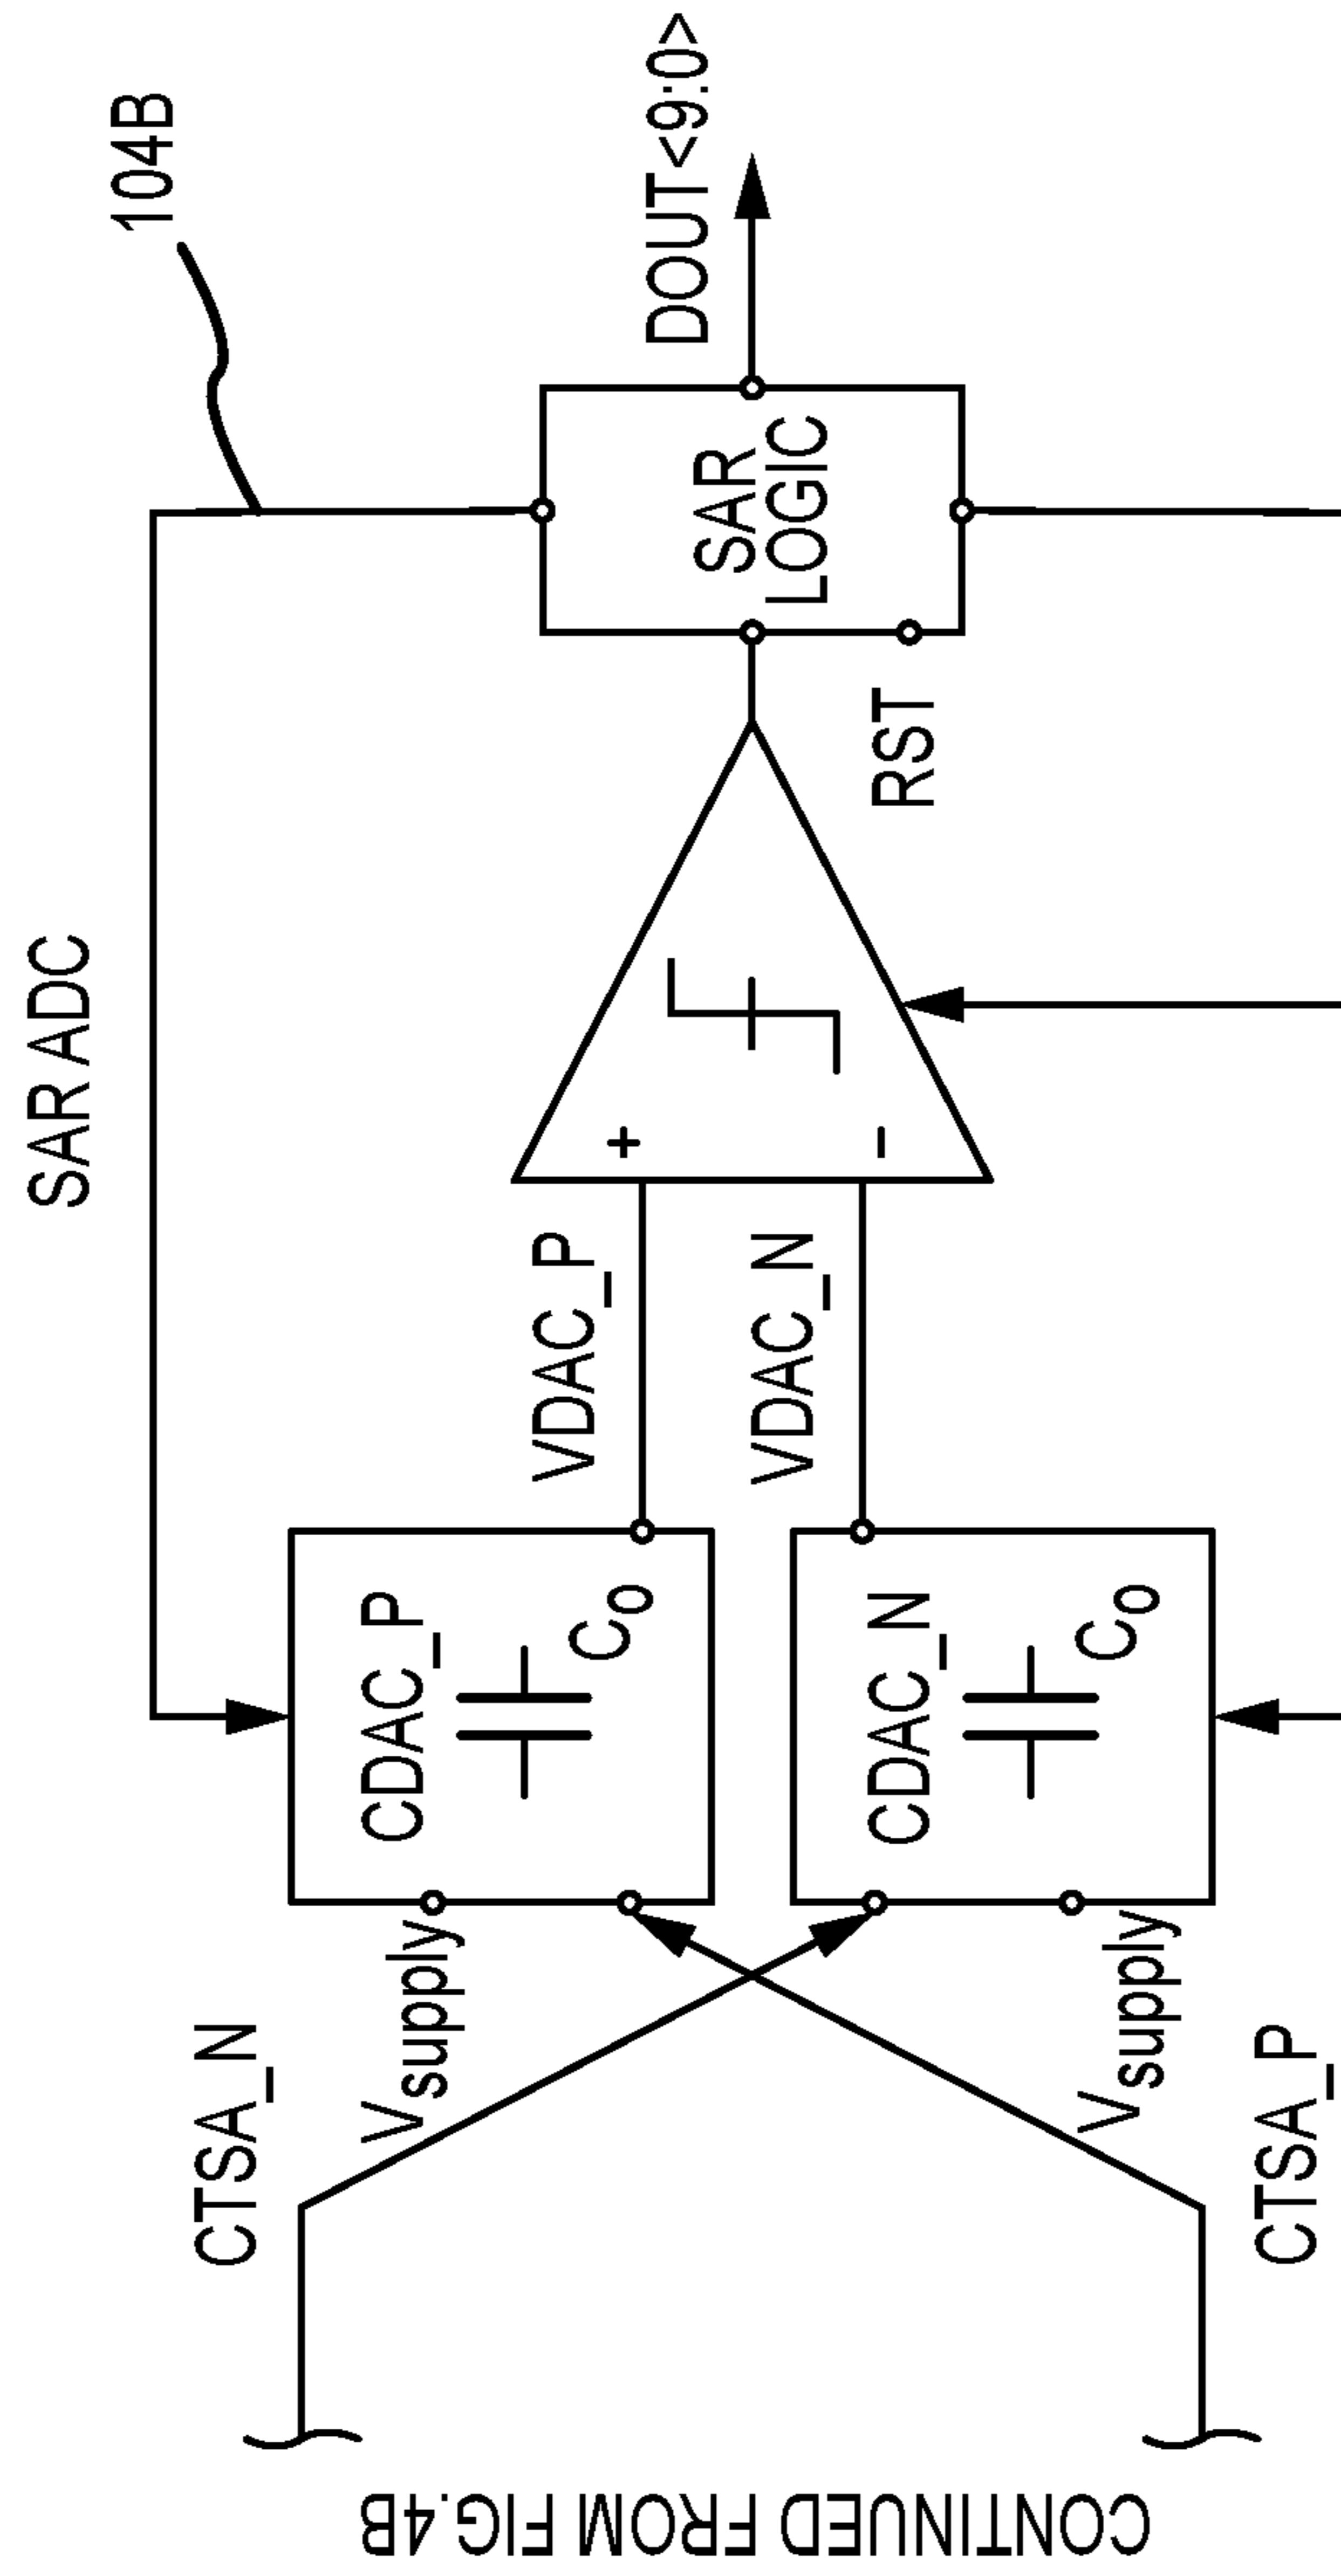 SAR ADC
104B
CTSA_N
Vsupply
CDAC_P
C0
VDAC_P
+
SAR
LOGIC
DOUT<9:0>
VDAC_N
−
RST
CDAC_N
C0
Vsupply
CTSA_P
CONTINUED FROM FIG.4B